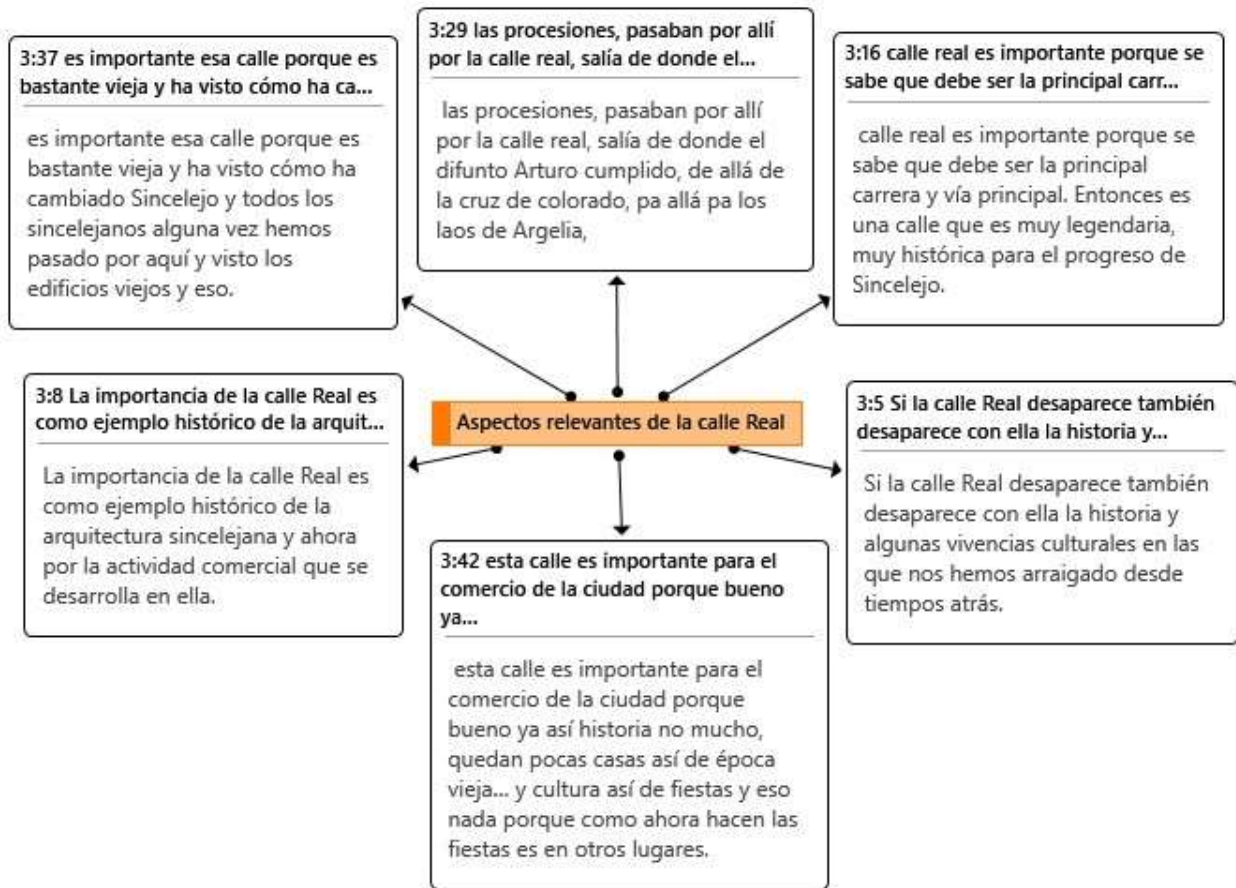 3:37 es importante esa calle porque es
bastante vieja y ha visto cómo ha ca...
es importante esa calle porque es
bastante vieja y ha visto cómo ha
cambiado Sincelejo y todos los
sincelejanos alguna vez hemos
pasado por aquí y visto los
edificios viejos y eso.
3:29 las procesiones, pasaban por allí
por la calle real, salía de donde el...
las procesiones, pasaban por allí
por la calle real, salía de donde el
difunto Arturo cumplido, de allá de
la cruz de colorado, pa allá pa los
laos de Argelia,
3:16 calle real es importante porque se
sabe que debe ser la principal carr...
calle real es importante porque se
sabe que debe ser la principal
carrera y vía principal. Entonces es
una calle que es muy legendaria,
muy histórica para el progreso de
Sincelejo.
3:8 La importancia de la calle Real es
como ejemplo histórico de la arquit...
La importancia de la calle Real es
como ejemplo histórico de la
arquitectura sincelejana y ahora
por la actividad comercial que se
desarrolla en ella.
Aspectos relevantes de la calle Real
3:5 Si la calle Real desaparece también
desaparece con ella la historia y...
Si la calle Real desaparece también
desaparece con ella la historia y
algunas vivencias culturales en las
que nos hemos arraigado desde
tiempos atrás.
3:42 esta calle es importante para el
comercio de la ciudad porque bueno
ya...
esta calle es importante para el
comercio de la ciudad porque
bueno ya así historia no mucho,
quedan pocas casas así de época
vieja... y cultura así de fiestas y eso
nada porque como ahora hacen las
fiestas es en otros lugares.